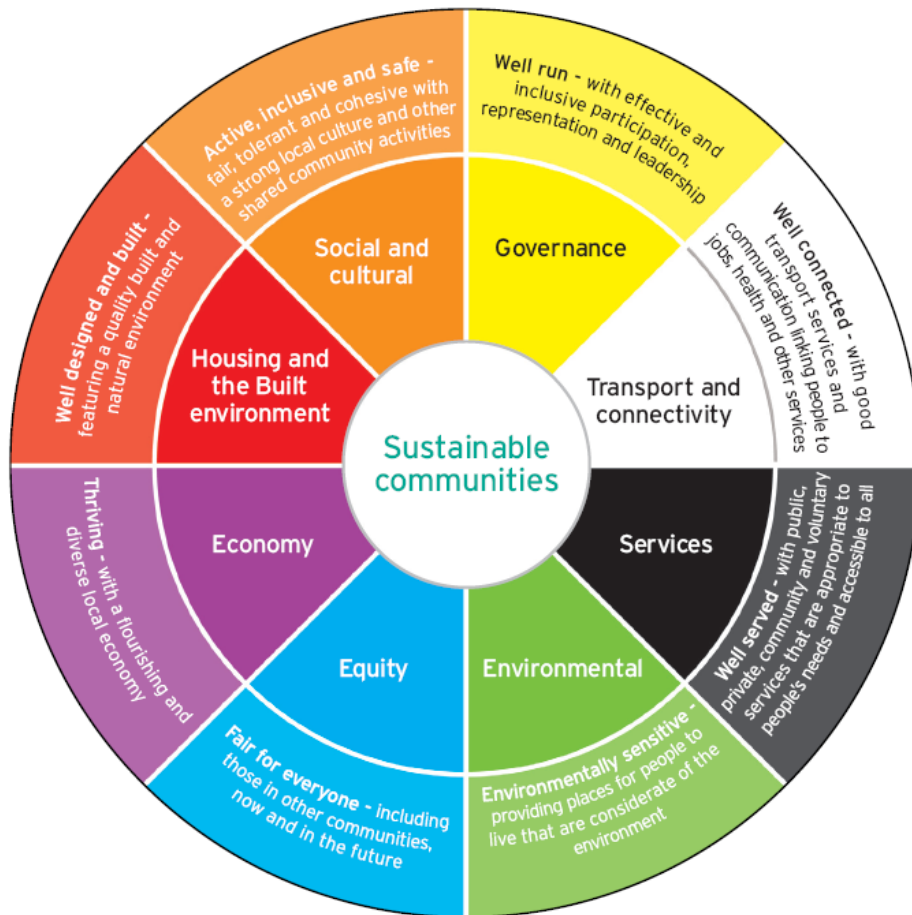 Sustainable
communities
Governance
Well run - with effective and
inclusive participation,
representation and leadership
Transport and
connectivity
Well connected - with good
transport services and
communication linking people to
jobs, health and other services
Services
Well served - with public,
private, community and voluntary
services that are appropriate to
people's needs and accessible to all
Environmental
Environmentally sensitive -
providing places for people to
live that are considerate of the
environment
Equity
Fair for everyone - including
those in other communities,
now and in the future
Economy
Thriving - with a flourishing and
diverse local economy
Housing and
the Built
environment
Well designed and built -
featuring a quality built and
natural environment
Social and
cultural
Active, inclusive and safe -
fair, tolerant and cohesive with
a strong local culture and other
shared community activities